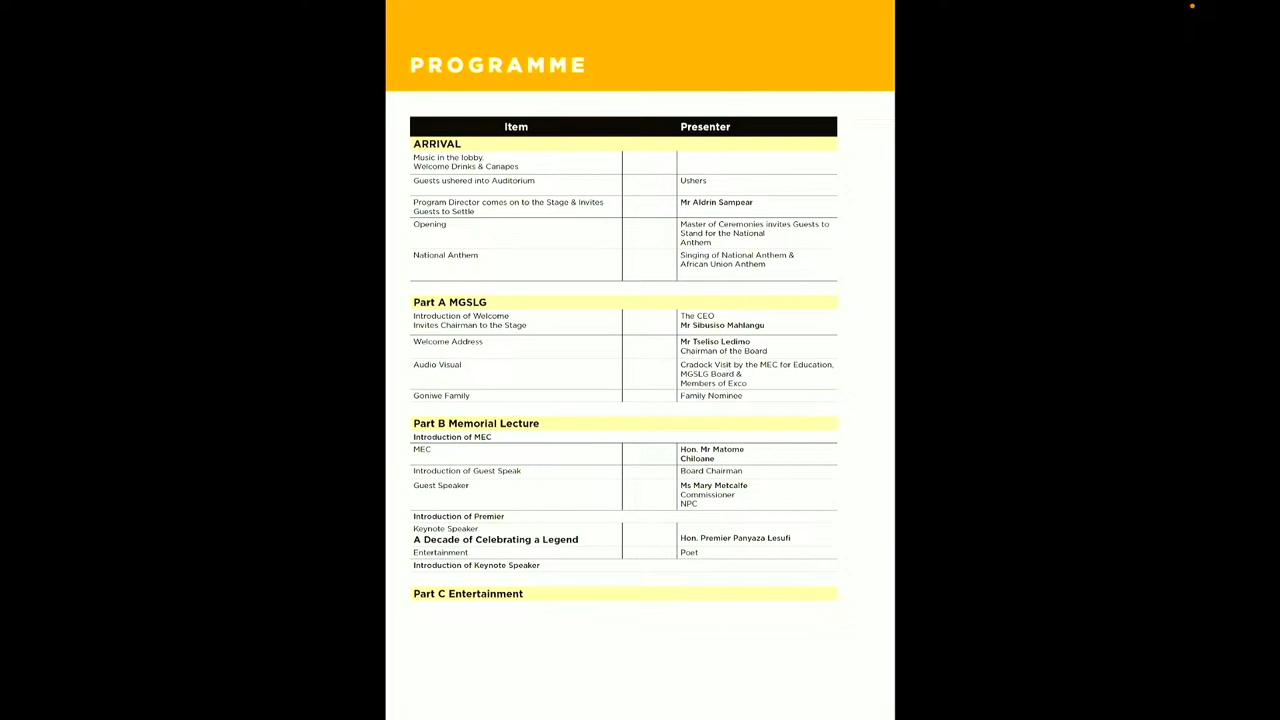 PROGRAMME
Item Presenter
ARRIVAL
Music in the lobby.
Welcome Drinks & Canapes
Guests ushered into Auditorium Ushers
Program Director comes on to the Stage & Invites Mr Aldrin Sampear
Guests to Settle
Opening Master of Ceremonies invites Guests to
Stand for the National
Anthem
National Anthem Singing of National Anthem &
African Union Anthem
Part A MGSLG
Introduction of Welcome The CEO
Invites Chairman to the Stage Mr Sibusiso Mahlangu
Welcome Address Mr Tseliso Ledimo
Chairman of the Board
Audio Visual Cradock Visit by the MEC for Education,
MGSLG Board &
Members of Exco
Goniwe Family Family Nominee
Part B Memorial Lecture
Introduction of MEC
MEC Hon. Mr Matome
Chiloane
Introduction of Guest Speak Board Chairman
Guest Speaker Ms Mary Metcalfe
Commissioner
NPC
Introduction of Premier
Keynote Speaker
A Decade of Celebrating a Legend Hon. Premier Panyaza Lesufi
Entertainment Poet
Introduction of Keynote Speaker
Part C Entertainment